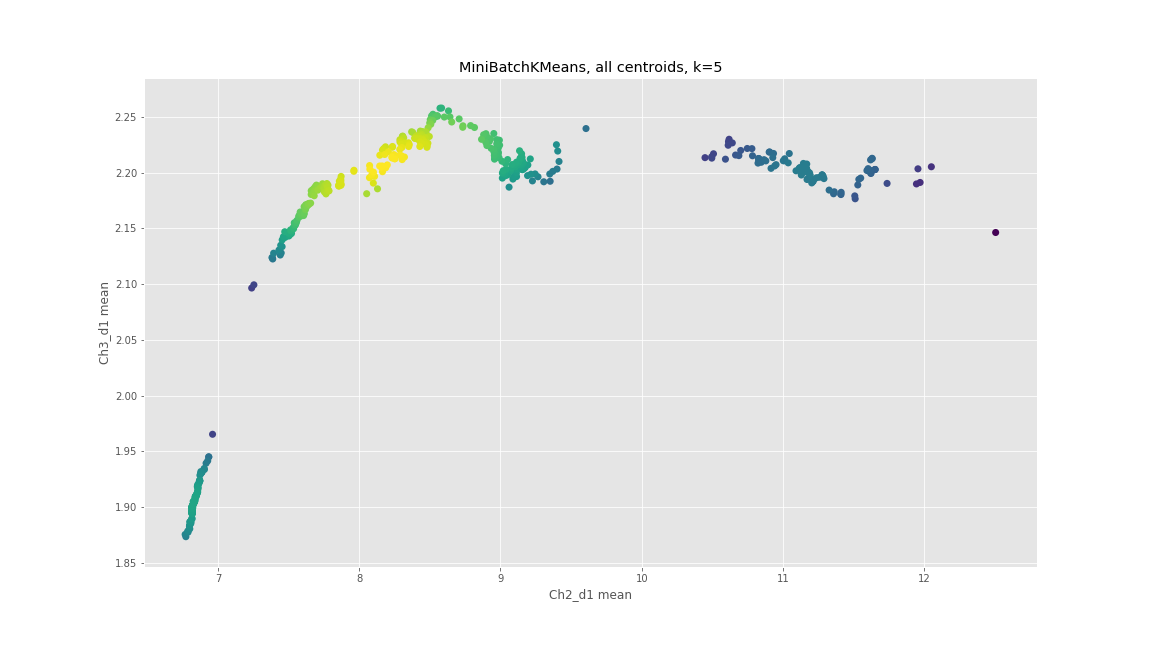 MiniBatchKMeans, all centroids, k=5
2.25
2.20
2.15
2.10
2.05
2.00
1.95
1.90
1.85
Ch3_d1 mean
7 8 9 10 11 12
Ch2_d1 mean